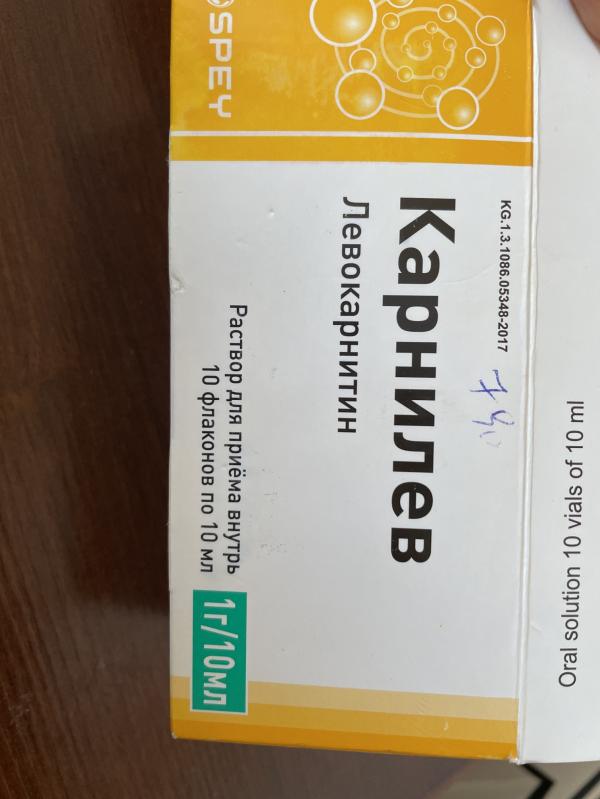 SPEY
KG.1.3.1086.05348-2017
Карнилев
Левокарнитин
Раствор для приёма внутрь
10 флаконов по 10 мл
1г/10мл
Oral solution 10 vials of 10 ml